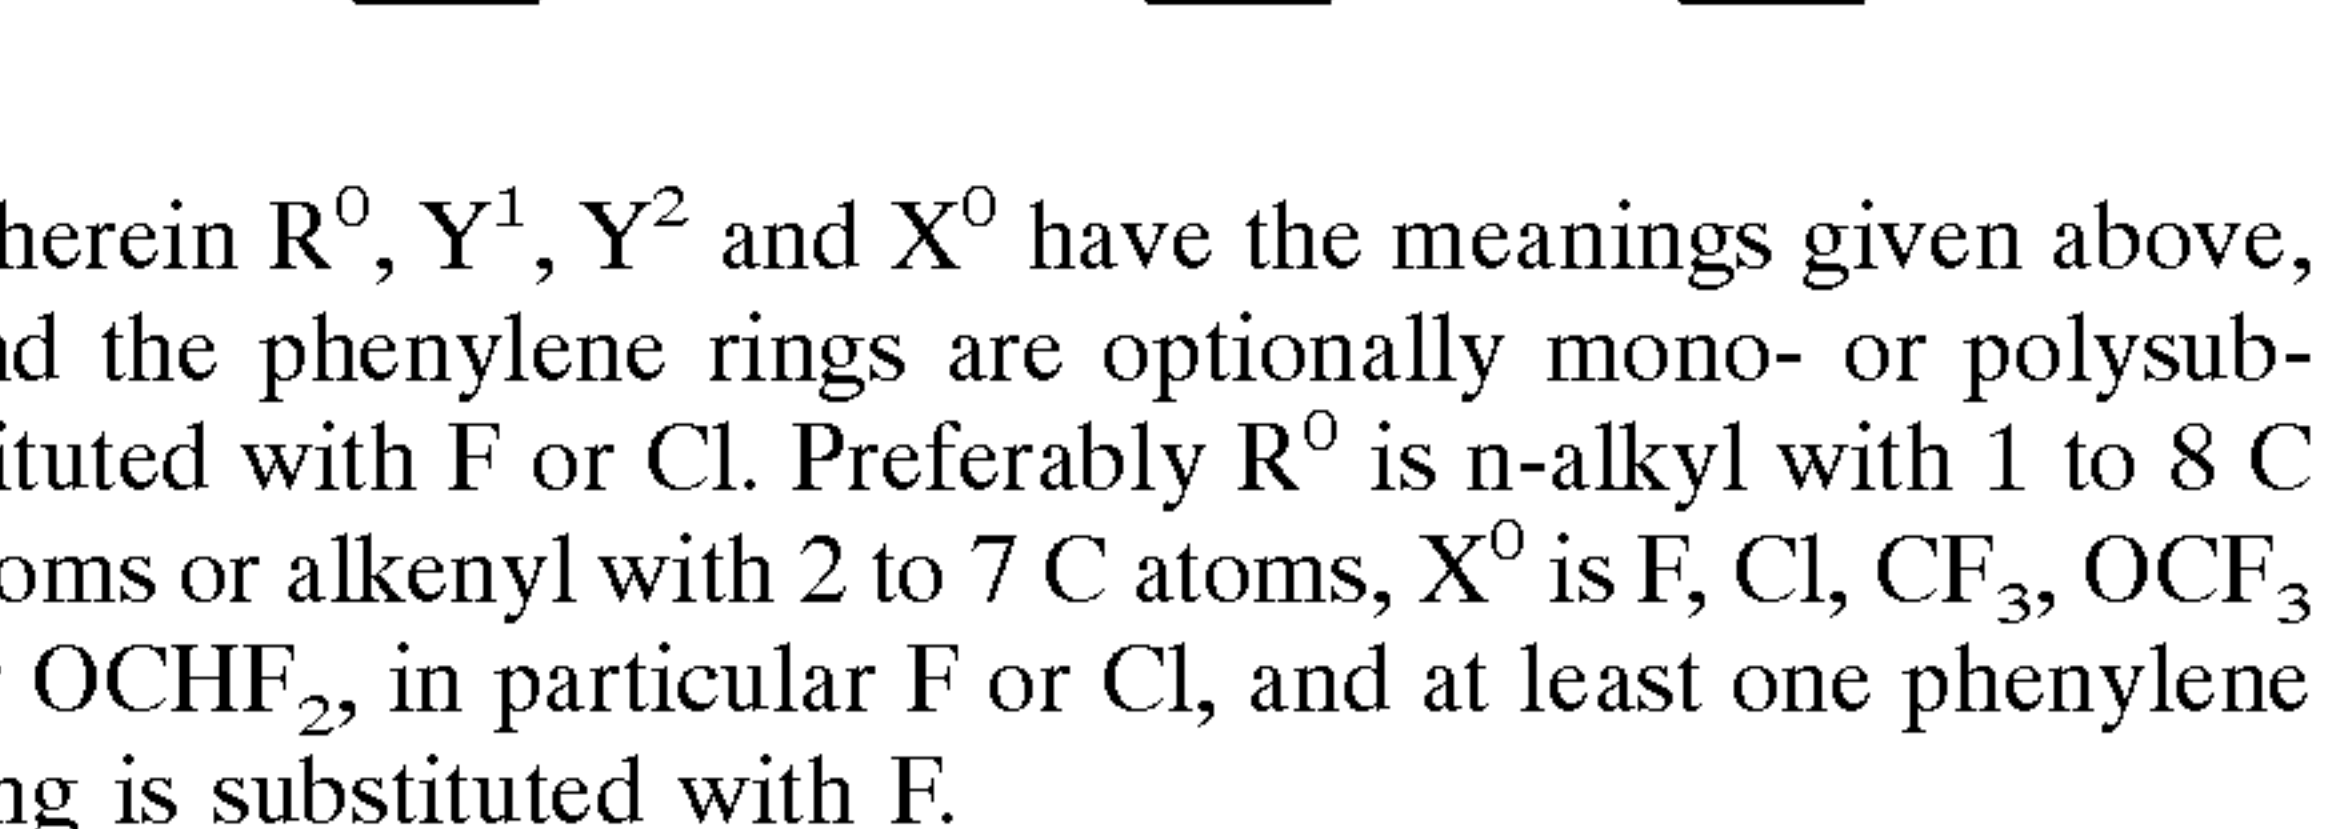 herein R⁰, Y¹, Y² and X⁰ have the meanings given above,
the phenylene rings are optionally mono- or polysub-
ituted with F or Cl. Preferably R⁰ is n-alkyl with 1 to 8 C
oms or alkenyl with 2 to 7 C atoms, X⁰ is F, Cl, CF₃, OCF₃
OCHF₂, in particular F or Cl, and at least one phenylene
ng is substituted with F.